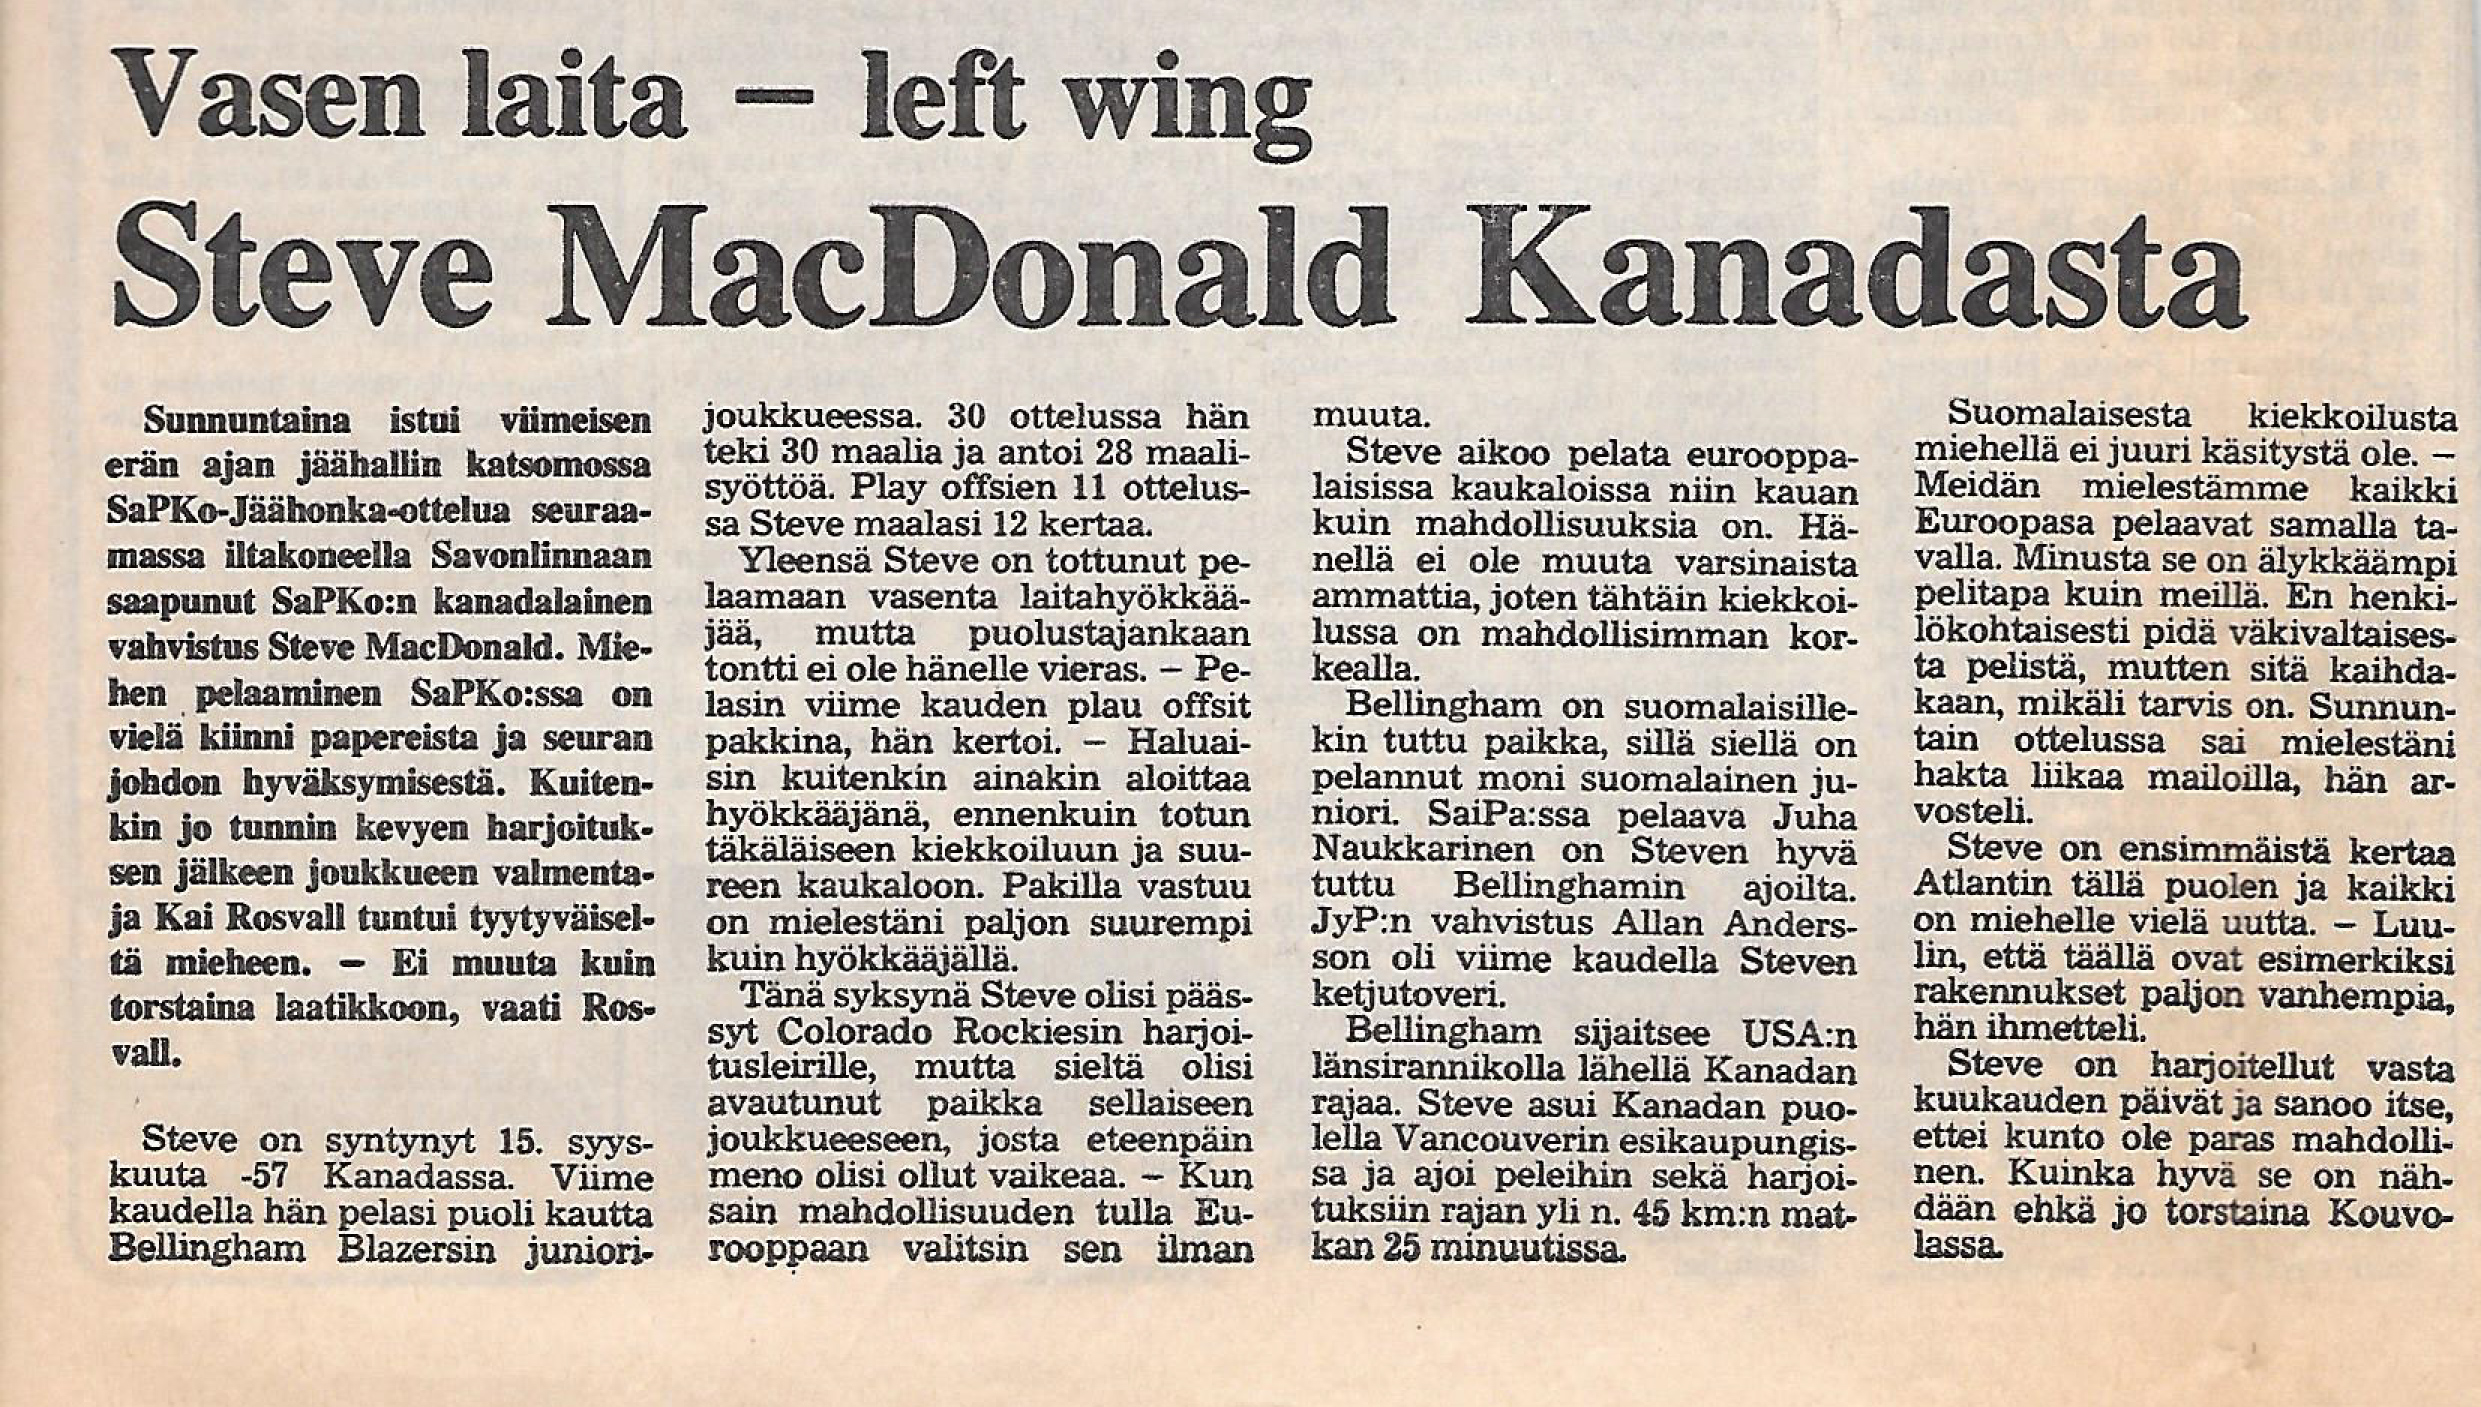 Vasen laita — left wing
Steve MacDonald Kanadasta
Sunnuntaina istui viimeisen
erän ajan jäähallin katsomossa
SaPKo-Jäähonka-ottelua seuraa-
massa iltakoneella Savonlinnaan
saapunut SaPKo:n kanadalainen
vahvistus Steve MacDonald. Mie-
hen pelaaminen SaPKo:ssa on
vielä kiinni papereista ja seuran
johdon hyväksymisestä. Kuiten-
kin jo tunnin kevyen harjoituk-
sen jälkeen joukkueen valmenta-
ja Kai Rosvall tuntui tyytyväisel-
tä mieheen. — Ei muuta kuin
torstaina laatikkoon, vaati Ros-
vall.
Steve on syntynyt 15. syys-
kuuta -57 Kanadassa. Viime
kaudella hän pelasi puoli kautta
Bellingham Blazersin juniori-
joukkueessa. 30 ottelussa hän
teki 30 maalia ja antoi 28 maali-
syöttöä. Play offsien 11 ottelus-
sa Steve maalasi 12 kertaa.
Yleensä Steve on tottunut pe-
laamaan vasenta laitahyökkää-
jää, mutta puolustajankaan
tontti ei ole hänelle vieras. — Pe-
lasin viime kauden plau offsit
pakkina, hän kertoi. — Haluai-
sin kuitenkin ainakin aloittaa
hyökkääjänä, ennenkuin totun
täkäläiseen kiekkoiluun ja suu-
reen kaukaloon. Pakilla vastuu
on mielestäni paljon suurempi
kuin hyökkääjällä.
Tänä syksynä Steve olisi pääs-
syt Colorado Rockiesin harjoi-
tusleirille, mutta sieltä olisi
avautunut paikka sellaiseen
joukkueeseen, josta eteenpäin
meno olisi ollut vaikeaa. — Kun
sain mahdollisuuden tulla Eu-
rooppaan valitsin sen ilman
muuta.
Steve aikoo pelata eurooppa-
laisissa kaukaloissa niin kauan
kuin mahdollisuuksia on. Hä-
nellä ei ole muuta varsinaista
ammattia, joten tähtäin kiekkoi-
lussa on mahdollisimman kor-
kealla.
Bellingham on suomalaisille-
kin tuttu paikka, sillä siellä on
pelannut moni suomalainen ju-
niori. SaiPa:ssa pelaava Juha
Naukkarinen on Steven hyvä
tuttu Bellinghamin ajoilta.
JyP:n vahvistus Allan Anders-
son oli viime kaudella Steven
ketjutoveri.
Bellingham sijaitsee USA:n
länsirannikolla lähellä Kanadan
rajaa. Steve asui Kanadan puo-
lella Vancouverin esikaupungis-
sa ja ajoi peleihin sekä harjoi-
tuksiin rajan yli n. 45 km:n mat-
kan 25 minuutissa.
Suomalaisesta kiekkoilusta
miehellä ei juuri käsitystä ole. —
Meidän mielestämme kaikki
Euroopasa pelaavat samalla ta-
valla. Minusta se on älykkäämpi
pelitapa kuin meillä. En henki-
lökohtaisesti pidä väkivaltaises-
ta pelistä, mutten sitä kaihda-
kaan, mikäli tarvis on. Sunnun-
tain ottelussa sai mielestäni
hakta liikaa mailoilla, hän ar-
vosteli.
Steve on ensimmäistä kertaa
Atlantin tällä puolen ja kaikki
on miehelle vielä uutta. — Luu-
lin, että täällä ovat esimerkiksi
rakennukset paljon vanhempia,
hän ihmetteli.
Steve on harjoitellut vasta
kuukauden päivät ja sanoo itse,
ettei kunto ole paras mahdolli-
nen. Kuinka hyvä se on näh-
dään ehkä jo torstaina Kouvo-
lassa.